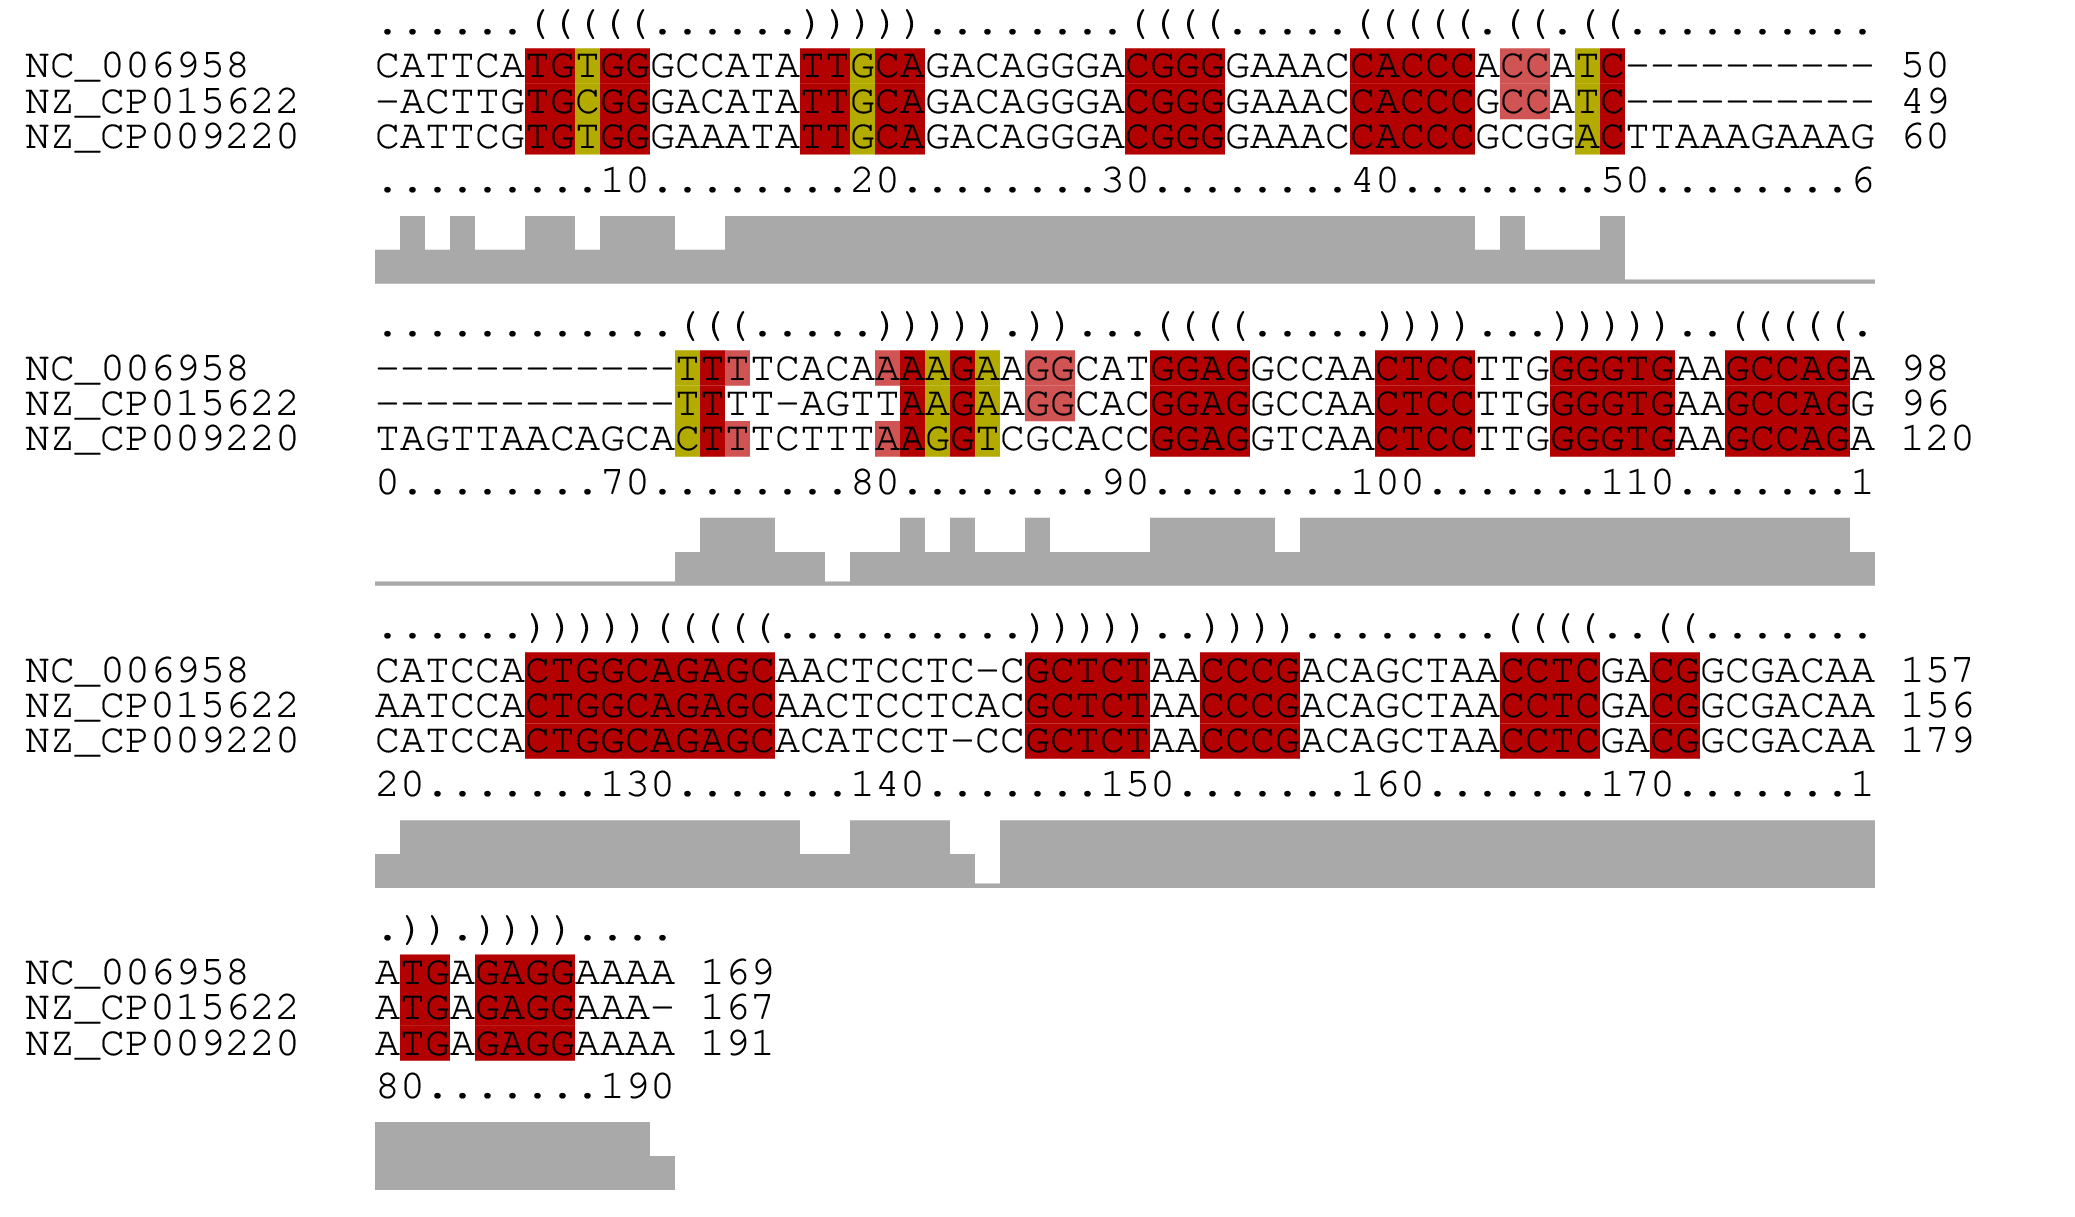 ......(((((......)))))........((((.....(((((.((.((..........
NC_006958 CATTCATGTGGGCCATATTGCAGACAGGGACGGGGAAACCACCCACCATC---------- 50
NZ_CP015622 -ACTTGTGCGGGACATATTGCAGACAGGGACGGGGAAACCACCCGCCATC---------- 49
NZ_CP009220 CATTCGTGTGGGAAATATTGCAGACAGGGACGGGGAAACCACCCGCGGACTTAAAGAAAG 60
.........10........20........30........40........50........6
............(((.....))))).))...((((.....))))...)))))..(((((.
NC_006958 ------------TTTTCACAAAAGAAGGCATGGAGGCCAACTCCTTGGGGTGAAGCCAGA 98
NZ_CP015622 ------------TTTT-AGTTAAGAAGGCACGGAGGCCAACTCCTTGGGGTGAAGCCAGG 96
NZ_CP009220 TAGTTAACAGCACTTTCTTTAAGGTCGCACCGGAGGTCAACTCCTTGGGGTGAAGCCAGA 120
0........70........80........90........100.......110.......1
......)))))(((((..........)))))..))))........((((..((.......
NC_006958 CATCCACTGGCAGAGCAACTCCTC-CGCTCTAACCCGACAGCTAACCTCGACGGCGACAA 157
NZ_CP015622 AATCCACTGGCAGAGCAACTCCTCACGCTCTAACCCGACAGCTAACCTCGACGGCGACAA 156
NZ_CP009220 CATCCACTGGCAGAGCACATCCT-CCGCTCTAACCCGACAGCTAACCTCGACGGCGACAA 179
20.......130.......140.......150.......160.......170.......1
.)).))))....
NC_006958 ATGAGAGGAAAA 169
NZ_CP015622 ATGAGAGGAAA- 167
NZ_CP009220 ATGAGAGGAAAA 191
80.......190